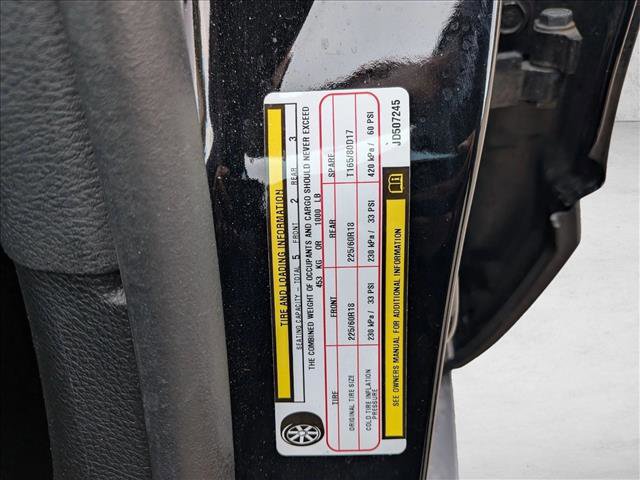 TIRE AND LOADING INFORMATION
SEATING CAPACITY - TOTAL 5 FRONT 2 REAR 3
THE COMBINED WEIGHT OF OCCUPANTS AND CARGO SHOULD NEVER EXCEED
453 KG OR 1000 LB
TIRE FRONT REAR SPARE
ORIGINAL TIRE SIZE 225/60R18 225/60R18 T165/80D17
COLD TIRE INFLATION PRESSURE 230 kPa / 33 PSI 230 kPa / 33 PSI 420 kPa / 60 PSI
SEE OWNERS MANUAL FOR ADDITIONAL INFORMATION
JD507245